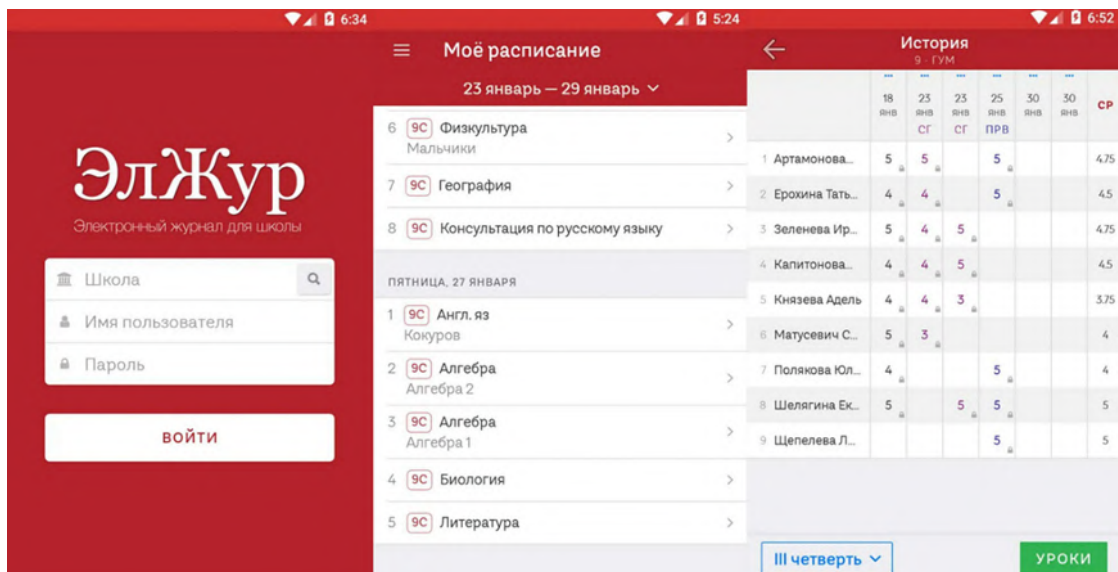 6:34
ЭлЖур
Электронный журнал для школы
Школа
Имя пользователя
Пароль
ВОЙТИ
5:24
Моё расписание
23 январь — 29 январь
6 9С Физкультура
Мальчики
7 9С География
8 9С Консультация по русскому языку
ПЯТНИЦА, 27 ЯНВАРЯ
1 9С Англ. яз
Кокуров
2 9С Алгебра
Алгебра 2
3 9С Алгебра
Алгебра 1
4 9С Биология
5 9С Литература
6:52
История
9 - ГУМ
18 23 23 25 30 30 СР
ЯНВ ЯНВ ЯНВ ЯНВ ЯНВ ЯНВ
СГ СГ ПРВ
1 Артамонова... 5 5 5 4.75
2 Ерохина Тать... 4 4 5 4.5
3 Зеленева Ир... 5 4 5 4.75
4 Капитонова... 4 4 5 4.5
5 Князева Адель 4 4 3 3.75
6 Матусевич С... 5 3 4
7 Полякова Юл... 4 5 4
8 Шелягина Ек... 5 5 5 5
9 Щепелева Л... 5 5
III четверть
УРОКИ